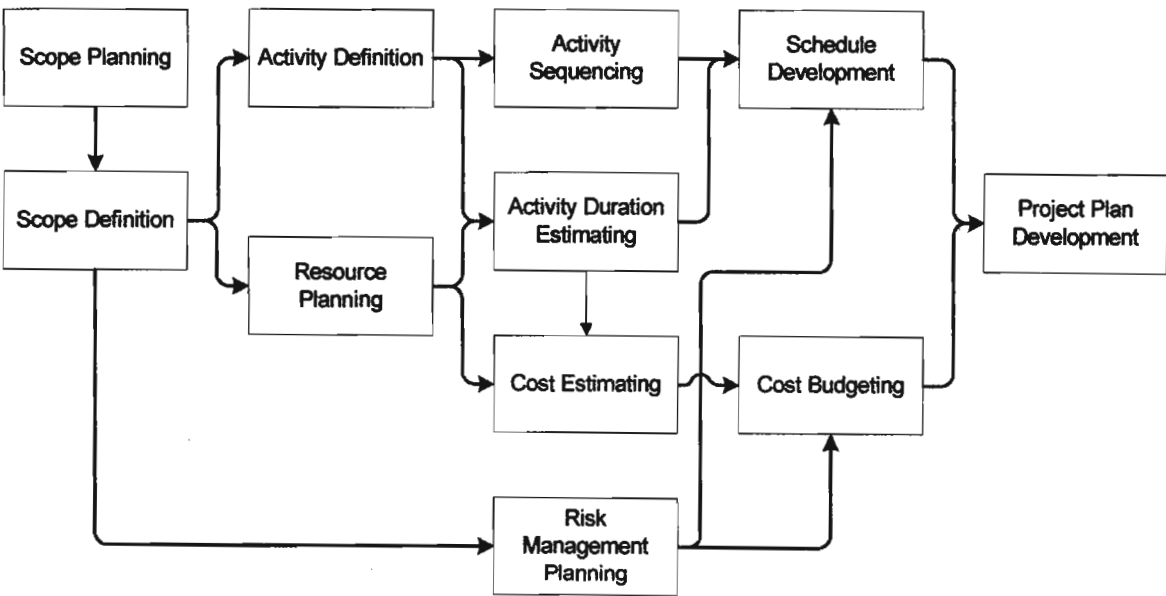 Scope Planning
Activity Definition
Activity
Sequencing
Schedule
Development
Scope Definition
Activity Duration
Estimating
Project Plan
Development
Resource
Planning
Cost Estimating
Cost Budgeting
Risk
Management
Planning